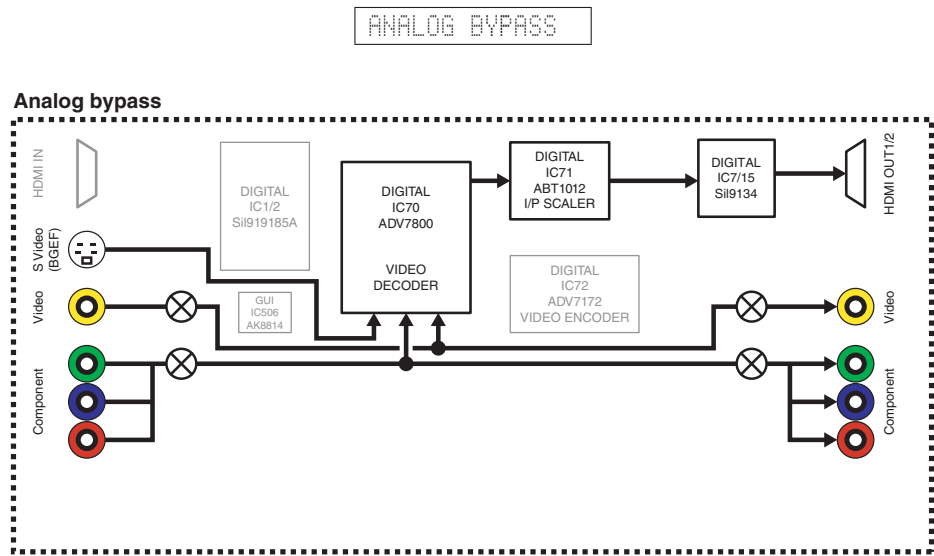 ANALOG BYPASS
Analog bypass
HDMI IN
DIGITAL
IC1/2
Sil919185A
DIGITAL
IC70
ADV7800
VIDEO
DECODER
DIGITAL
IC71
ABT1012
I/P SCALER
DIGITAL
IC7/15
Sil9134
HDMI OUT1/2
S Video
(BGEF)
Video
GUI
IC506
AK8814
DIGITAL
IC72
ADV7172
VIDEO ENCODER
Video
Component
Component